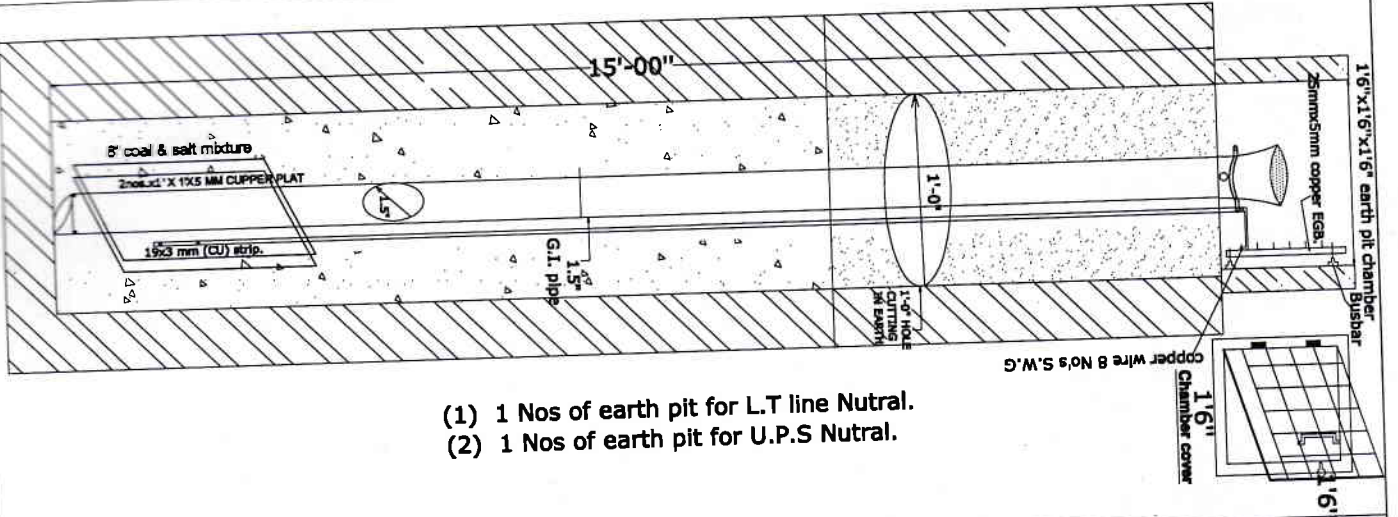 15'-00"
1'6"x1'6"x1'6" earth pit chamber
25mmx5mm copper EGB.
Busbar
8" coal & salt mixture
2nos.x1' X 1'X5 MM CUPPER PLAT
1.5"
19x3 mm (CU) strip.
1'-0"
1.5"
G.I. pipe
1'-0" HOLE
CUTTING
IN EARTH
copper wire 8 No's S.W.G
1'6"
Chamber cover
1'6"
(1) 1 Nos of earth pit for L.T line Nutral.
(2) 1 Nos of earth pit for U.P.S Nutral.